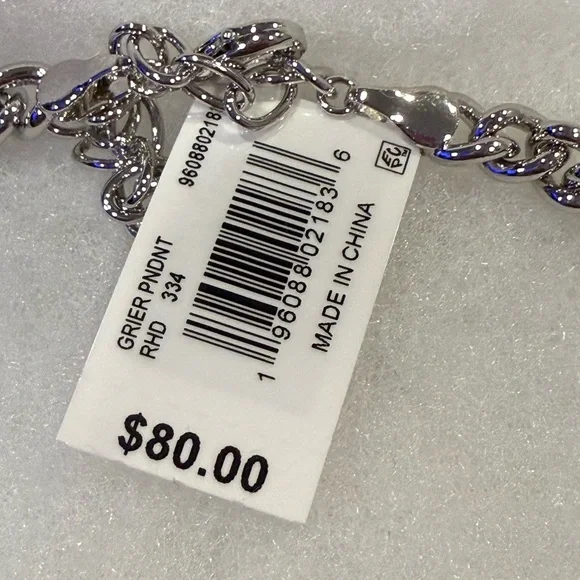 GRIER PNDNT
RHD 334
$80.00
960880218
1 96088 02183 6
MADE IN CHINA